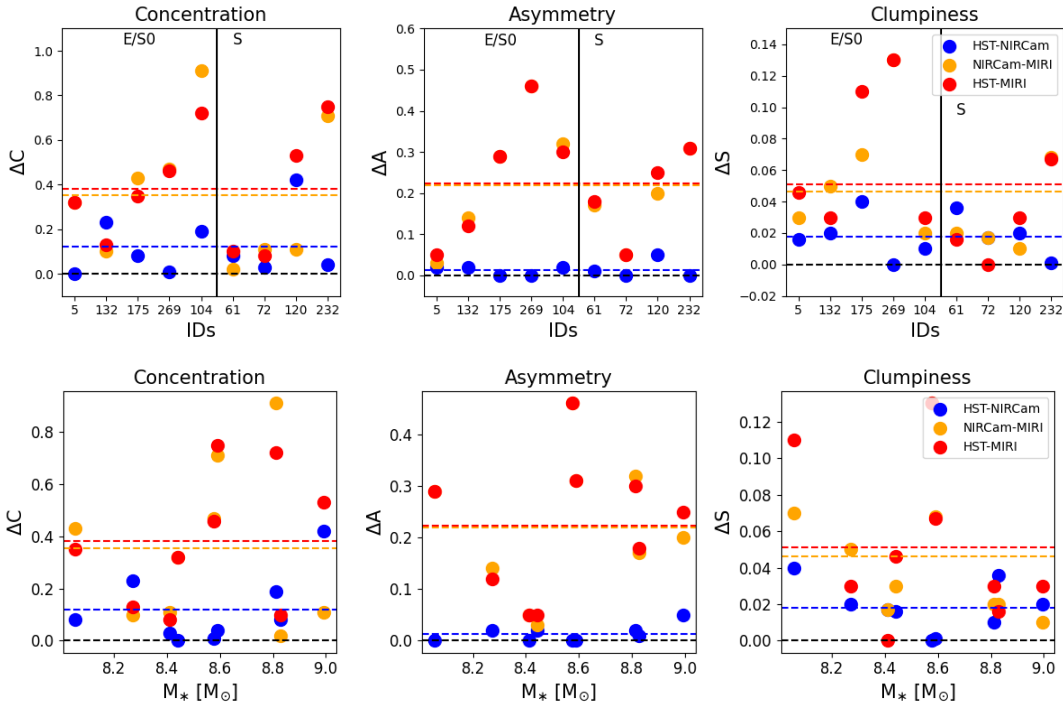 Concentration
E/S0
S
1.0
0.8
0.6
0.4
0.2
0.0
ΔC
5 132 175 269 104 61 72 120 232
IDs
Asymmetry
E/S0
S
0.6
0.5
0.4
0.3
0.2
0.1
0.0
ΔA
5 132 175 269 104 61 72 120 232
IDs
Clumpiness
E/S0
S
HST-NIRCam
NIRCam-MIRI
HST-MIRI
0.14
0.12
0.10
0.08
0.06
0.04
0.02
0.00
−0.02
ΔS
5 132 175 269 104 61 72 120 232
IDs
Concentration
0.8
0.6
0.4
0.2
0.0
ΔC
8.2 8.4 8.6 8.8 9.0
M∗ [M⊙]
Asymmetry
0.4
0.3
0.2
0.1
0.0
ΔA
8.2 8.4 8.6 8.8 9.0
M∗ [M⊙]
Clumpiness
HST-NIRCam
NIRCam-MIRI
HST-MIRI
0.12
0.10
0.08
0.06
0.04
0.02
0.00
ΔS
8.2 8.4 8.6 8.8 9.0
M∗ [M⊙]